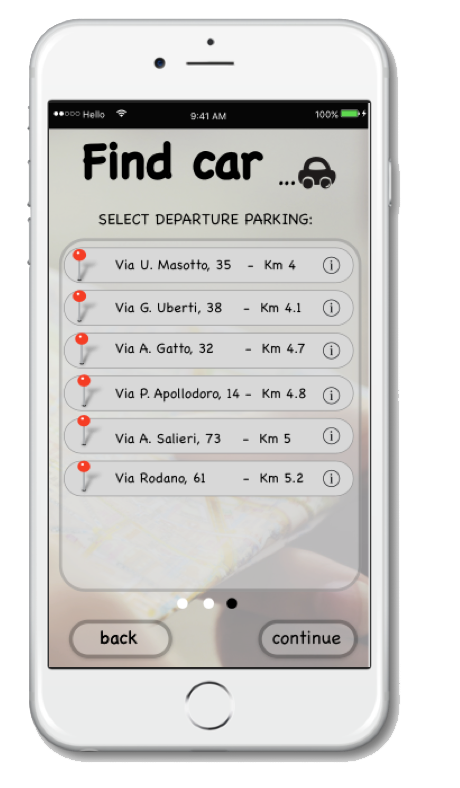 Hello 9:41 AM 100%
Find car ...
SELECT DEPARTURE PARKING:
Via U. Masotto, 35 - Km 4
Via G. Uberti, 38 - Km 4.1
Via A. Gatto, 32 - Km 4.7
Via P. Apollodoro, 14 - Km 4.8
Via A. Salieri, 73 - Km 5
Via Rodano, 61 - Km 5.2
back continue